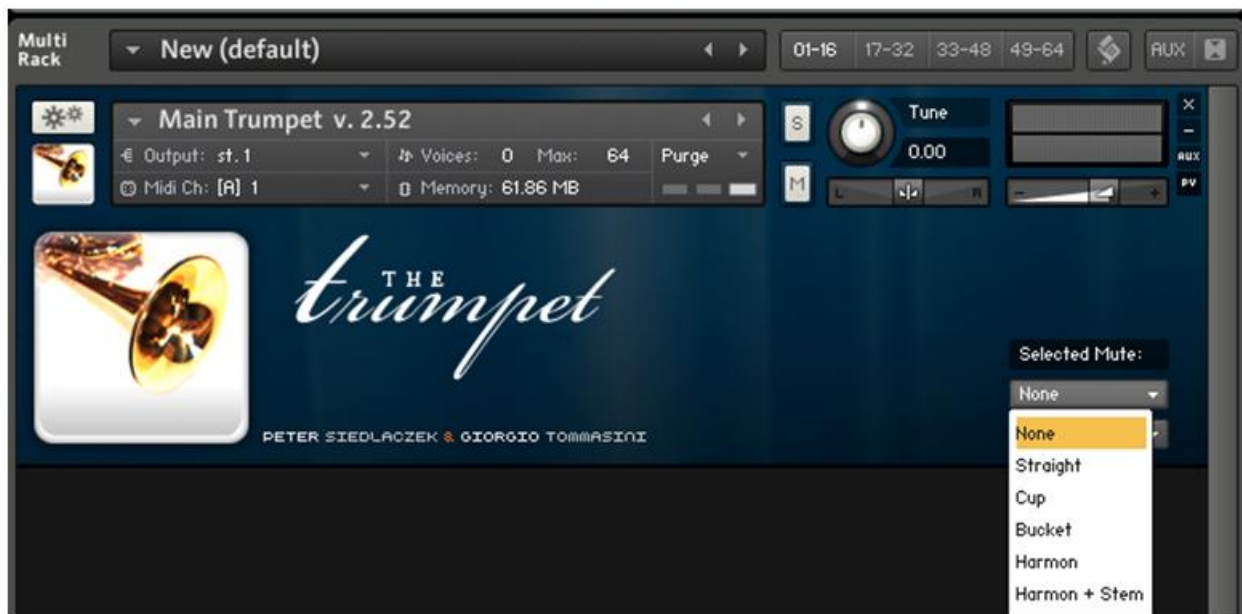 Multi Rack
New (default)
01-16 17-32 33-48 49-64 AUX
Main Trumpet v. 2.52
Output: st. 1 Voices: 0 Max: 64 Purge
Midi Ch: [A] 1 Memory: 61.86 MB
S
M
Tune
0.00
L R
- +
×
-
AUX
PV
THE
trumpet
PETER SIEDLACZEK & GIORGIO TOMMASINI
Selected Mute:
None
None
Straight
Cup
Bucket
Harmon
Harmon + Stem